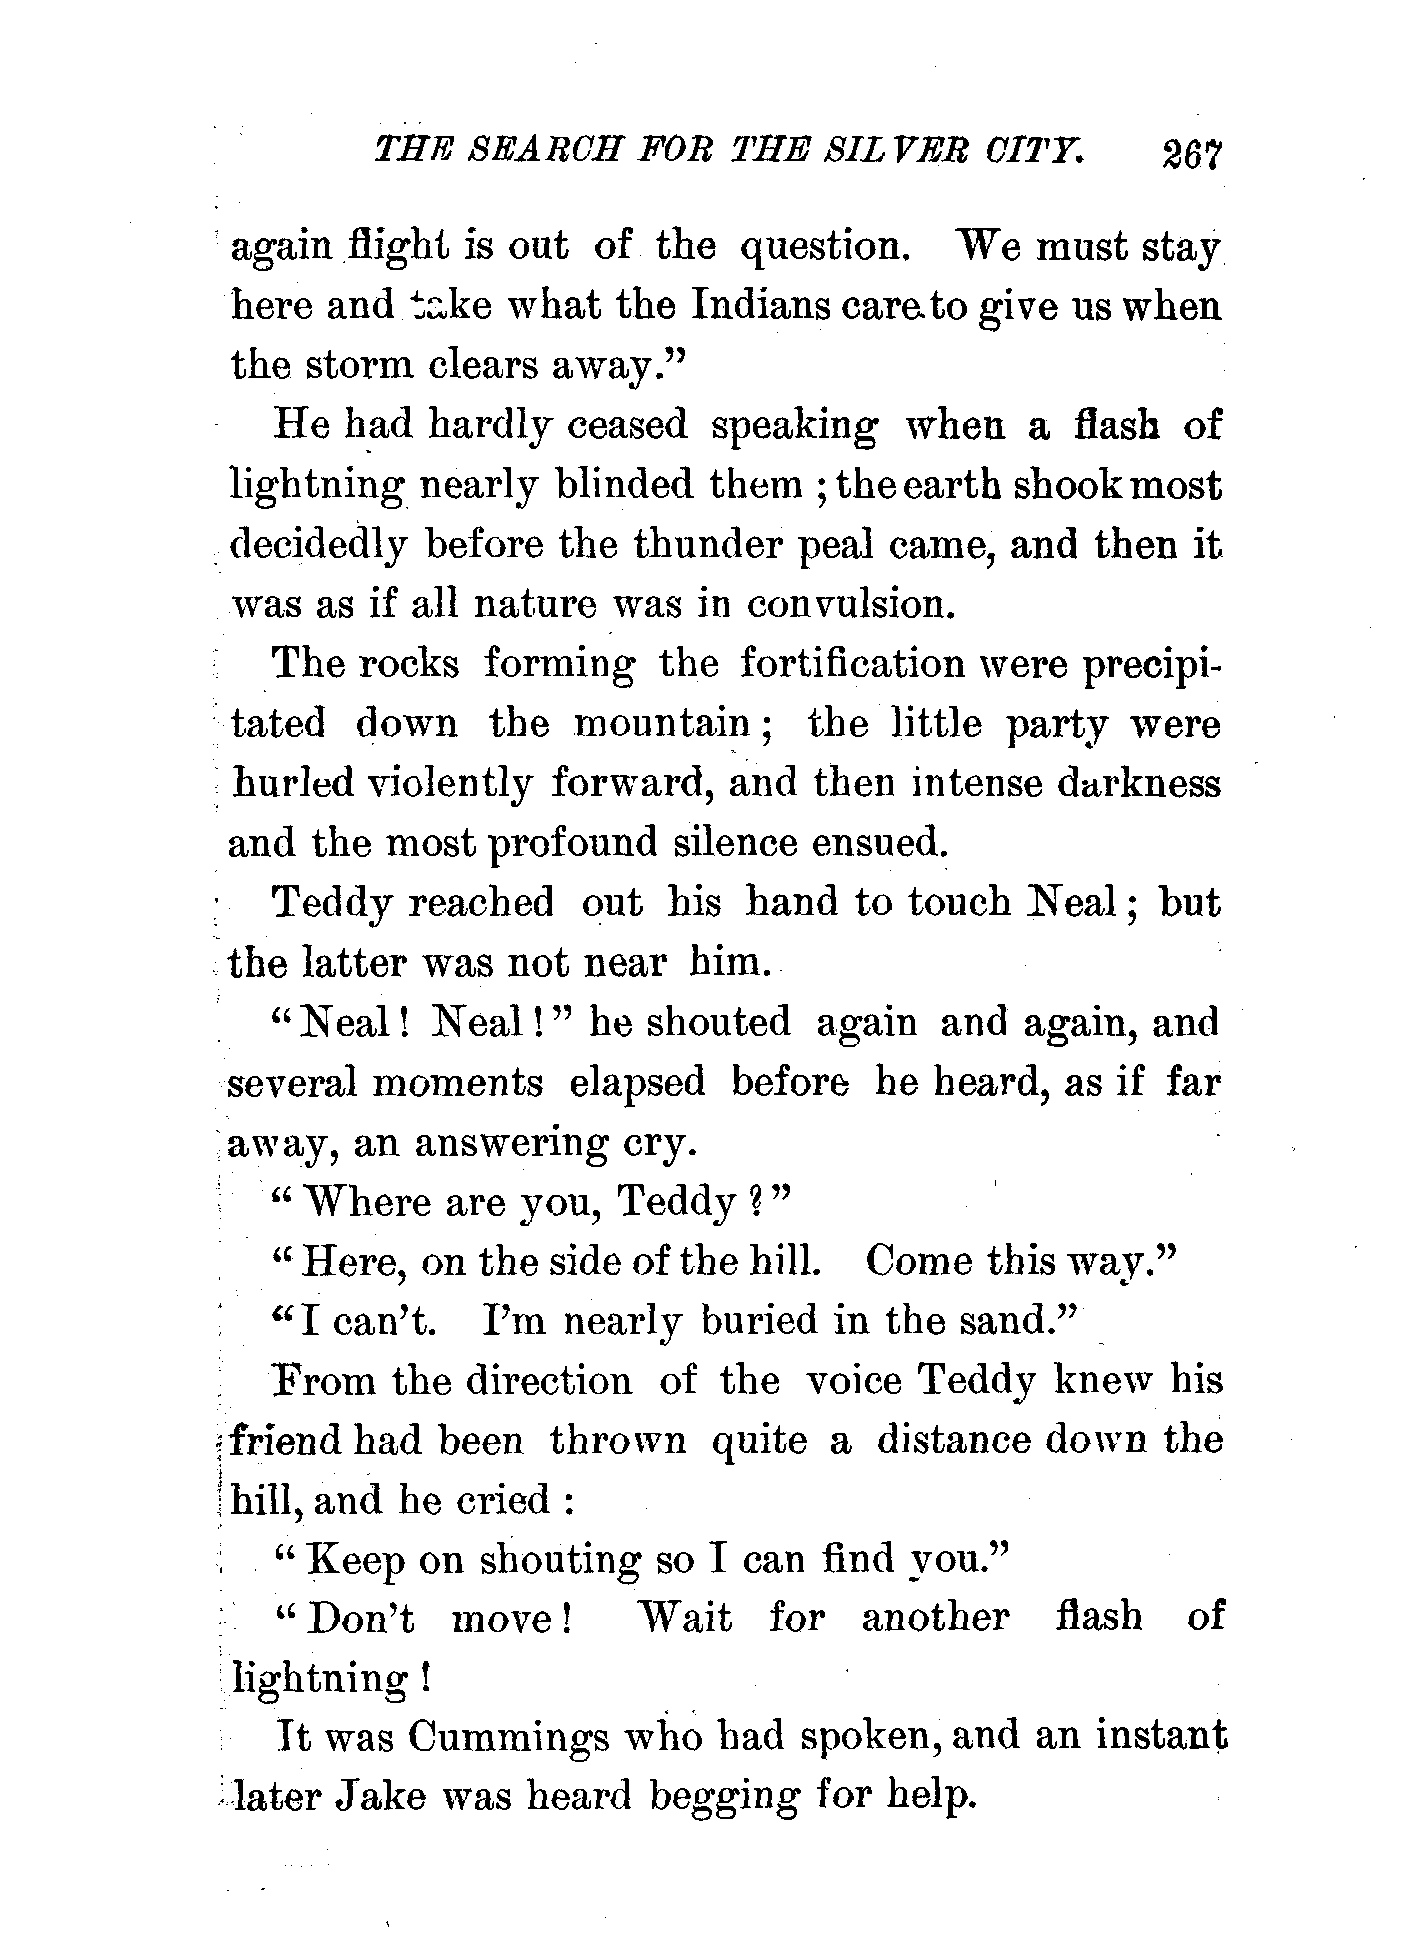 THE SEARCH FOR THE SILVER CITY. 267
again flight is out of the question. We must stay
here and take what the Indians care to give us when
the storm clears away."
He had hardly ceased speaking when a flash of
lightning nearly blinded them ; the earth shook most
decidedly before the thunder peal came, and then it
was as if all nature was in convulsion.
The rocks forming the fortification were precipi-
tated down the mountain ; the little party were
hurled violently forward, and then intense darkness
and the most profound silence ensued.
Teddy reached out his hand to touch Neal ; but
the latter was not near him.
"Neal ! Neal !" he shouted again and again, and
several moments elapsed before he heard, as if far
away, an answering cry.
"Where are you, Teddy ?"
"Here, on the side of the hill. Come this way."
"I can't. I'm nearly buried in the sand."
From the direction of the voice Teddy knew his
friend had been thrown quite a distance down the
hill, and he cried :
"Keep on shouting so I can find you."
"Don't move ! Wait for another flash of
lightning !
It was Cummings who had spoken, and an instant
later Jake was heard begging for help.